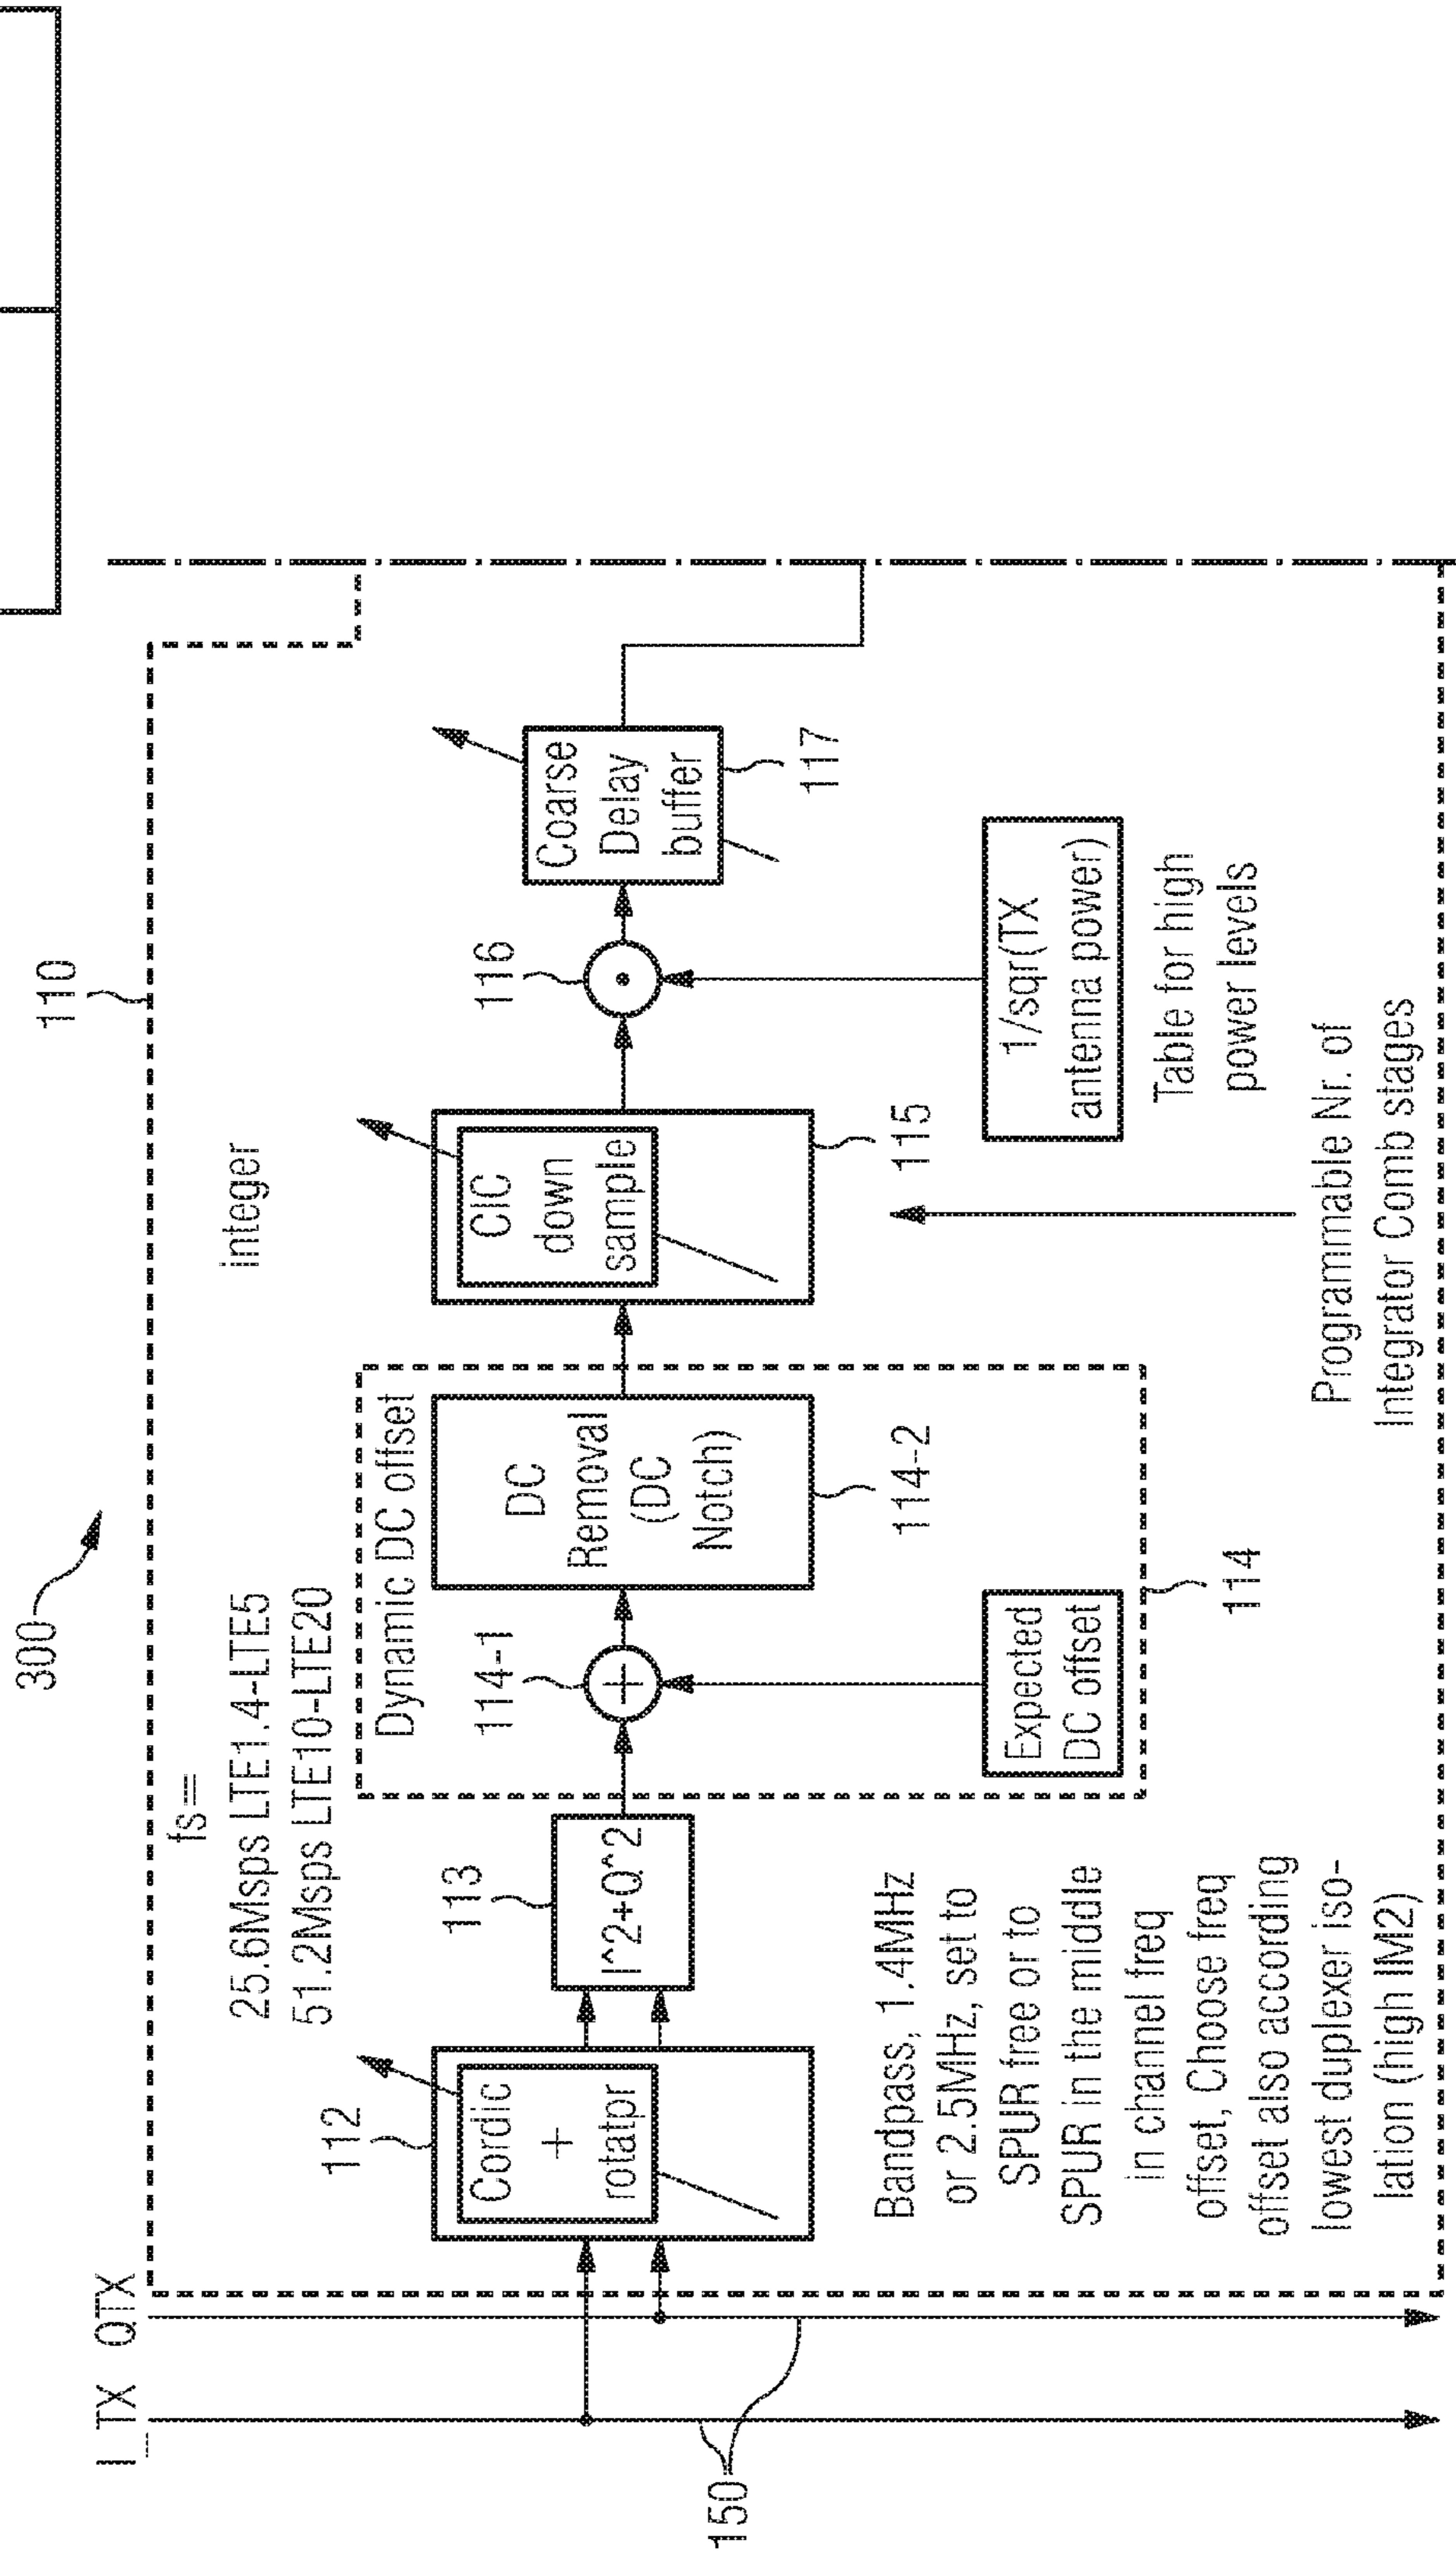 300
110
I_TX QTX
fs=
25.6Msps LTE1.4-LTE5
51.2Msps LTE10-LTE20
integer
112
Cordic
+
rotatpr
113
I^2+Q^2
Dynamic DC offset
114-1
DC
Removal
(DC
Notch)
114-2
Expected
DC offset
114
CIC
down
sample
115
116
Coarse
Delay
buffer
117
1/sqr(TX
antenna power)
Table for high
power levels
Programmable Nr. of
Integrator Comb stages
Bandpass, 1.4MHz
or 2.5MHz, set to
SPUR free or to
SPUR in the middle
in channel freq
offset, Choose freq
offset also according
lowest duplexer iso-
lation (high IM2)
150